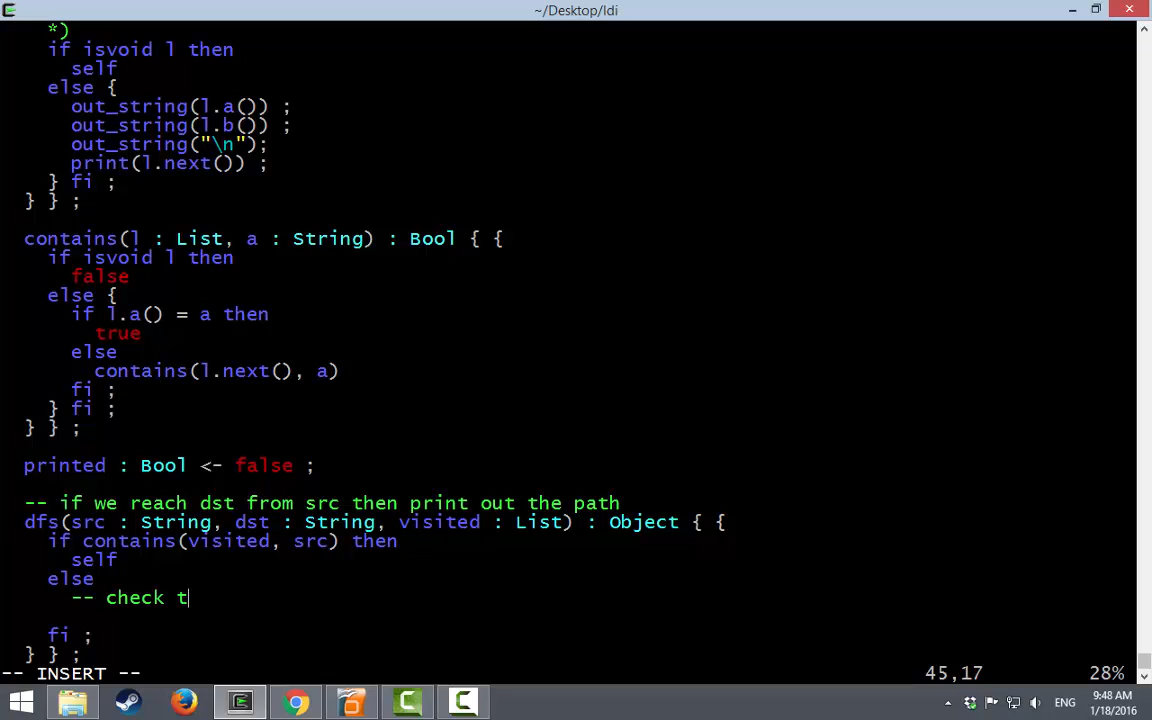 ~/Desktop/ldi
*)
if isvoid l then
self
else {
out_string(l.a()) ;
out_string(l.b()) ;
out_string("\n");
print(l.next()) ;
} fi ;
} } ;
contains(l : List, a : String) : Bool { {
if isvoid l then
false
else {
if l.a() = a then
true
else
contains(l.next(), a)
fi ;
} fi ;
} } ;
printed : Bool <- false ;
-- if we reach dst from src then print out the path
dfs(src : String, dst : String, visited : List) : Object { {
if contains(visited, src) then
self
else
-- check t
fi ;
} } ;
-- INSERT -- 45,17 28%
ENG 9:48 AM
1/18/2016